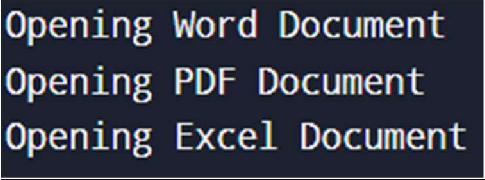 Opening Word Document
Opening PDF Document
Opening Excel Document